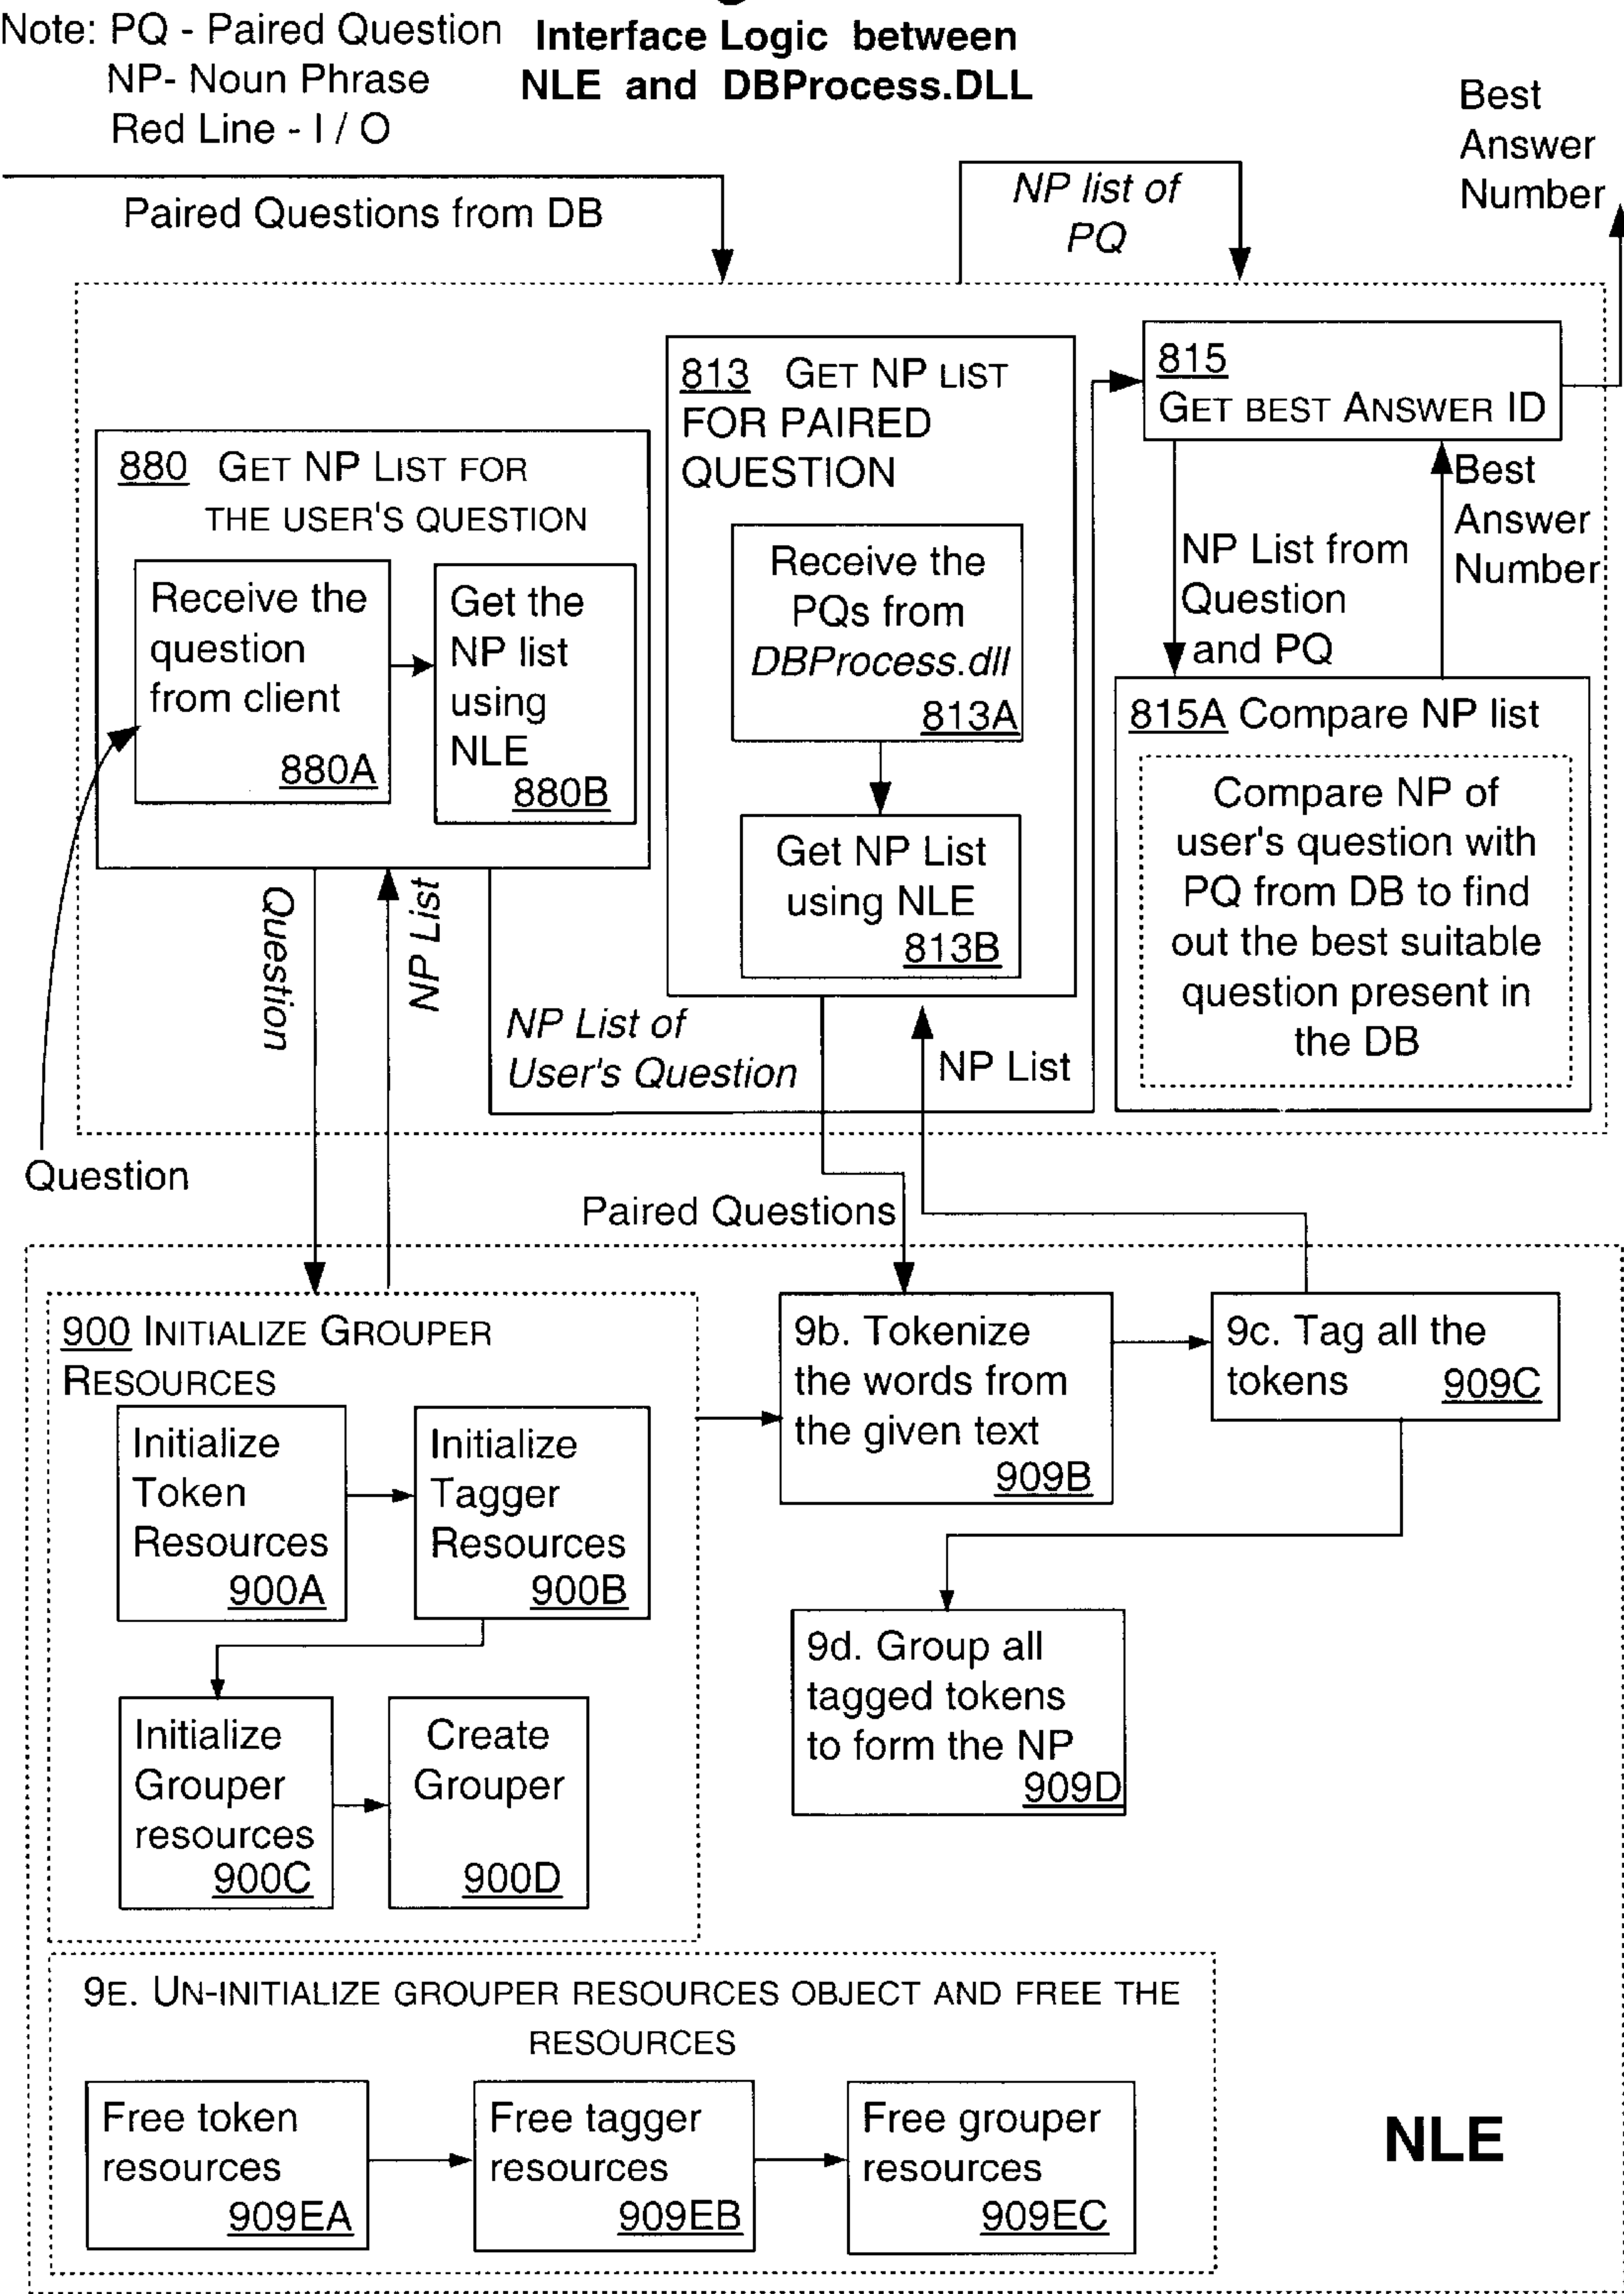 Note: PQ - Paired Question
NP- Noun Phrase
Red Line - I / O
Interface Logic between
NLE and DBProcess.DLL
Best
Answer
Number
Paired Questions from DB
NP list of
PQ
880 GET NP LIST FOR
THE USER'S QUESTION
Receive the
question
from client
880A
Get the
NP list
using
NLE
880B
813 GET NP LIST
FOR PAIRED
QUESTION
Receive the
PQs from
DBProcess.dll
813A
Get NP List
using NLE
813B
815
GET BEST ANSWER ID
NP List from
Question
and PQ
Best
Answer
Number
815A Compare NP list
Compare NP of
user's question with
PQ from DB to find
out the best suitable
question present in
the DB
Question
NP List
NP List of
User's Question
NP List
Question
Paired Questions
900 INITIALIZE GROUPER
RESOURCES
Initialize
Token
Resources
900A
Initialize
Tagger
Resources
900B
Initialize
Grouper
resources
900C
Create
Grouper
900D
9b. Tokenize
the words from
the given text
909B
9c. Tag all the
tokens 909C
9d. Group all
tagged tokens
to form the NP
909D
9E. UN-INITIALIZE GROUPER RESOURCES OBJECT AND FREE THE
RESOURCES
Free token
resources
909EA
Free tagger
resources
909EB
Free grouper
resources
909EC
NLE